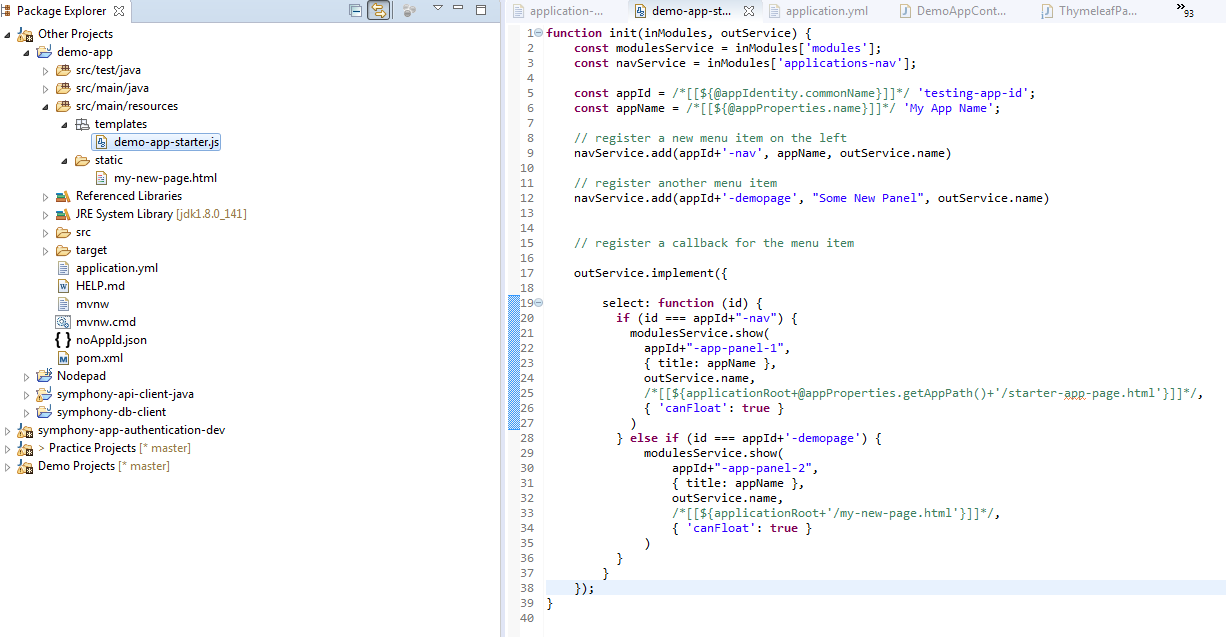 Package Explorer
Other Projects
demo-app
src/test/java
src/main/java
src/main/resources
templates
demo-app-starter.js
static
my-new-page.html
Referenced Libraries
JRE System Library [jdk1.8.0_141]
src
target
application.yml
HELP.md
mvnw
mvnw.cmd
noAppId.json
pom.xml
Nodepad
symphony-api-client-java
symphony-db-client
symphony-app-authentication-dev
> Practice Projects [* master]
Demo Projects [* master]
application-... demo-app-st... application.yml DemoAppCont... ThymeleafPa... »93
1 function init(inModules, outService) {
2 const modulesService = inModules['modules'];
3 const navService = inModules['applications-nav'];
4
5 const appId = /*[[${@appIdentity.commonName}]]*/ 'testing-app-id';
6 const appName = /*[[${@appProperties.name}]]*/ 'My App Name';
7
8 // register a new menu item on the left
9 navService.add(appId+'-nav', appName, outService.name)
10
11 // register another menu item
12 navService.add(appId+'-demopage', "Some New Panel", outService.name)
13
14
15 // register a callback for the menu item
16
17 outService.implement({
18
19 select: function (id) {
20 if (id === appId+"-nav") {
21 modulesService.show(
22 appId+"-app-panel-1",
23 { title: appName },
24 outService.name,
25 /*[[${applicationRoot+@appProperties.getAppPath()+'/starter-app-page.html'}]]*/,
26 { 'canFloat': true }
27 )
28 } else if (id === appId+'-demopage') {
29 modulesService.show(
30 appId+"-app-panel-2",
31 { title: appName },
32 outService.name,
33 /*[[${applicationRoot+'/my-new-page.html'}]]*/,
34 { 'canFloat': true }
35 )
36 }
37 }
38 });
39 }
40